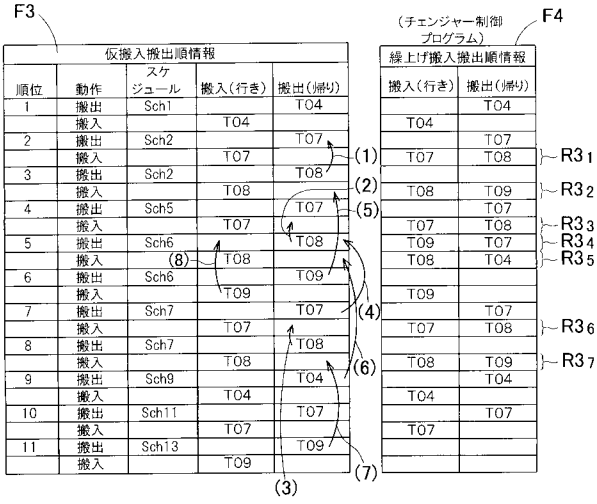 F3
(チェンジャー制御
プログラム)
F4
仮搬入搬出順情報
繰上げ搬入搬出順情報
順位 動作 スケジュール 搬入(行き) 搬出(帰り) 搬入(行き) 搬出(帰り)
1 搬出 Sch1 T04 T04
搬入 T04 T04
2 搬出 Sch2 T07 T07
搬入 T07 (1) T07 T08 R3₁
3 搬出 Sch2 T08
搬入 T08 (2) T08 T09 R3₂
4 搬出 Sch5 T07 (5) T07
搬入 T07 T07 T08 R3₃
5 搬出 Sch6 T08 T09 T07 R3₄
(8) 搬入 T08 T08 T04 R3₅
6 搬出 Sch6 T09
搬入 T09 (4) T09
7 搬出 Sch7 T07 T07
搬入 T07 T07 T08 R3₆
8 搬出 Sch7 T08 (6)
搬入 T08 T08 T09 R3₇
9 搬出 Sch9 T04 T04
搬入 T04 T04
10 搬出 Sch11 T07 T07
搬入 T07 T07
11 搬出 Sch13 T09 (7)
搬入 T09
(3)